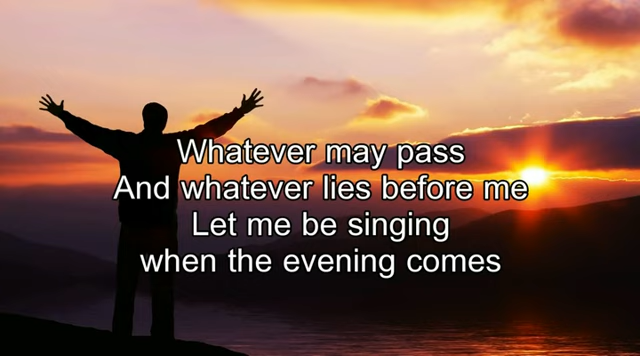 Whatever may pass
And whatever lies before me
Let me be singing
when the evening comes